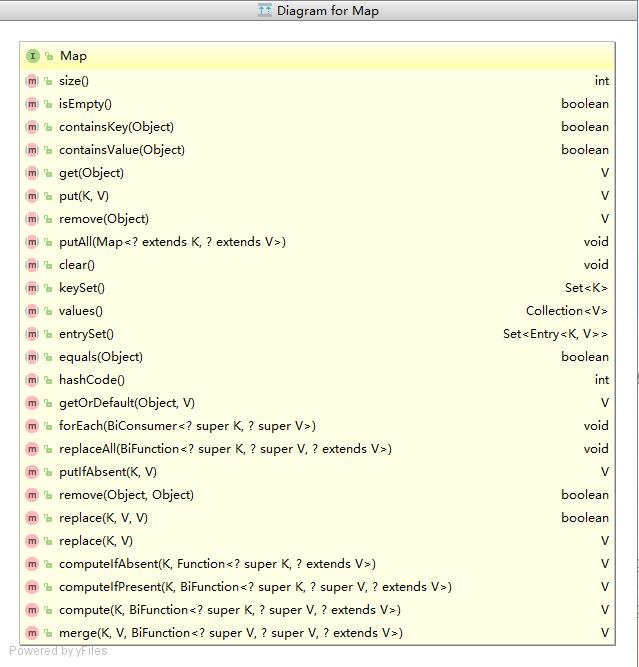 Diagram for Map
Map
size() int
isEmpty() boolean
containsKey(Object) boolean
containsValue(Object) boolean
get(Object) V
put(K, V) V
remove(Object) V
putAll(Map<? extends K, ? extends V>) void
clear() void
keySet() Set<K>
values() Collection<V>
entrySet() Set<Entry<K, V>>
equals(Object) boolean
hashCode() int
getOrDefault(Object, V) V
forEach(BiConsumer<? super K, ? super V>) void
replaceAll(BiFunction<? super K, ? super V, ? extends V>) void
putIfAbsent(K, V) V
remove(Object, Object) boolean
replace(K, V, V) boolean
replace(K, V) V
computeIfAbsent(K, Function<? super K, ? extends V>) V
computeIfPresent(K, BiFunction<? super K, ? super V, ? extends V>) V
compute(K, BiFunction<? super K, ? super V, ? extends V>) V
merge(K, V, BiFunction<? super V, ? super V, ? extends V>) V
Powered by yFiles